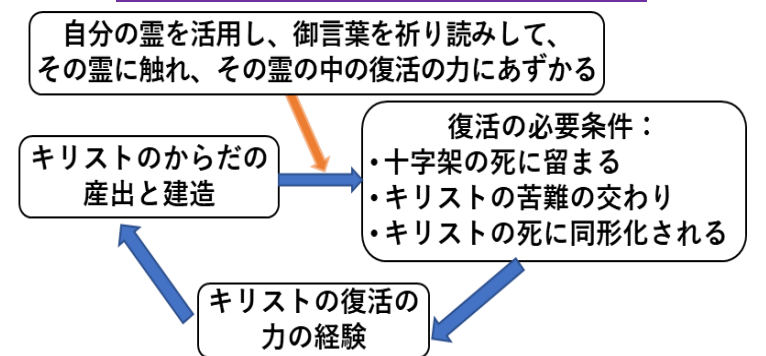 自分の霊を活用し、御言葉を祈り読みして、
その霊に触れ、その霊の中の復活の力にあずかる
復活の必要条件：
•十字架の死に留まる
•キリストの苦難の交わり
•キリストの死に同形化される
キリストのからだの
産出と建造
キリストの復活の
力の経験